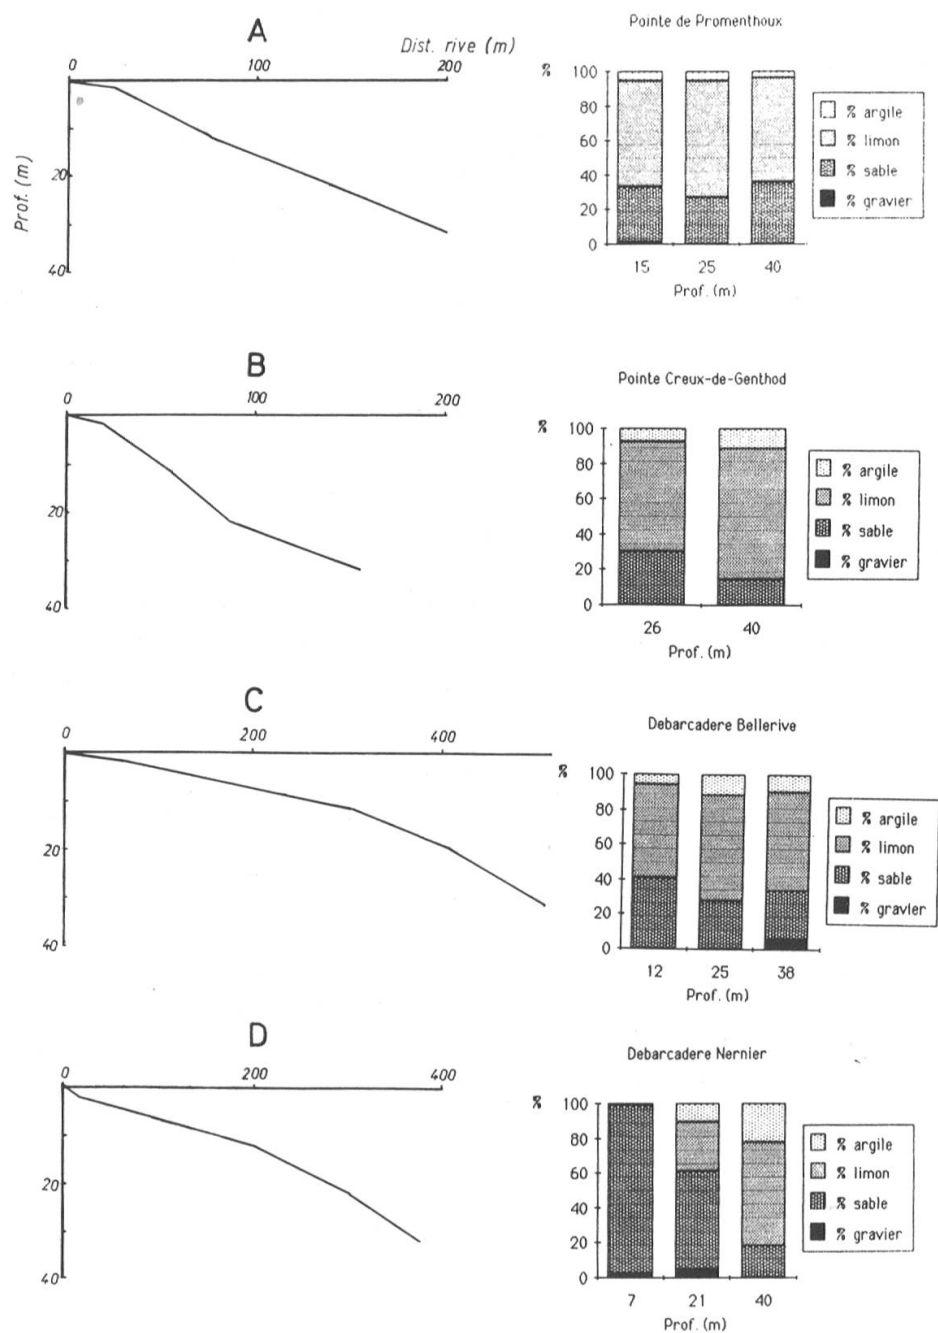 A
Dist. rive (m)
0 100 200
Prof. (m)
20
40
Pointe de Promenthoux
%
100
80
60
40
20
0
15 25 40
Prof. (m)
% argile
% limon
% sable
% gravier
B
0 100 200
20
40
Pointe Creux-de-Genthod
%
100
80
60
40
20
0
26 40
Prof. (m)
% argile
% limon
% sable
% gravier
C
0 200 400
20
40
Debarcadere Bellerive
%
100
80
60
40
20
0
12 25 38
Prof. (m)
% argile
% limon
% sable
% gravier
D
0 200 400
20
40
Debarcadere Nernier
%
100
80
60
40
20
0
7 21 40
Prof. (m)
% argile
% limon
% sable
% gravier